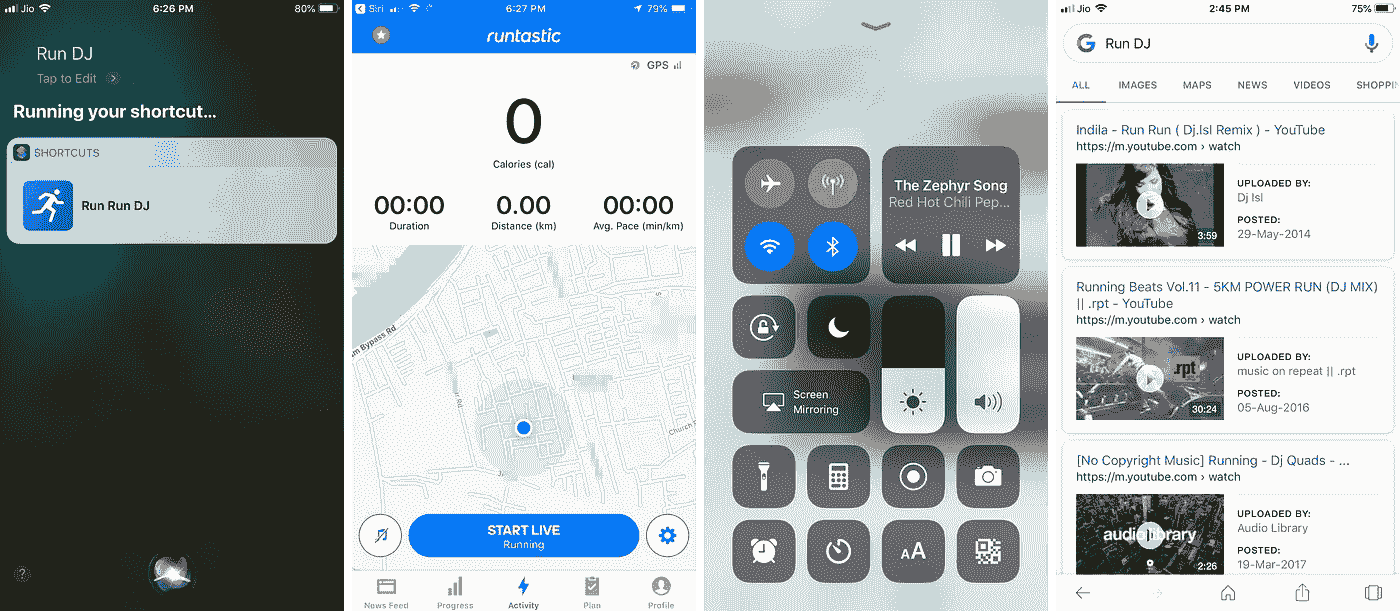 Jio 6:26 PM 80%
Run DJ
Tap to Edit
Running your shortcut...
SHORTCUTS
Run Run DJ
?
Siri 6:27 PM 79%
runtastic
GPS
0
Calories (cal)
00:00 0.00 00:00
Duration Distance (km) Avg. Pace (min/km)
m Bypass Rd
Church
START LIVE
Running
News Feed Progress Activity Plan Profile
The Zephyr Song
Red Hot Chili Pep...
Screen
Mirroring
AA
Jio 2:45 PM 75%
G Run DJ
ALL IMAGES MAPS NEWS VIDEOS SHOPPIN
Indila - Run Run ( Dj.Isl Remix ) - YouTube
https://m.youtube.com › watch
UPLOADED BY:
Dj Isl
POSTED:
29-May-2014
3:59
Running Beats Vol.11 - 5KM POWER RUN (DJ MIX)
|| .rpt - YouTube
https://m.youtube.com › watch
.rpt
UPLOADED BY:
music on repeat || .rpt
POSTED:
05-Aug-2016
30:24
[No Copyright Music] Running - Dj Quads - ...
https://m.youtube.com › watch
audiolibrary
UPLOADED BY:
Audio Library
POSTED:
19-Mar-2017
2:26